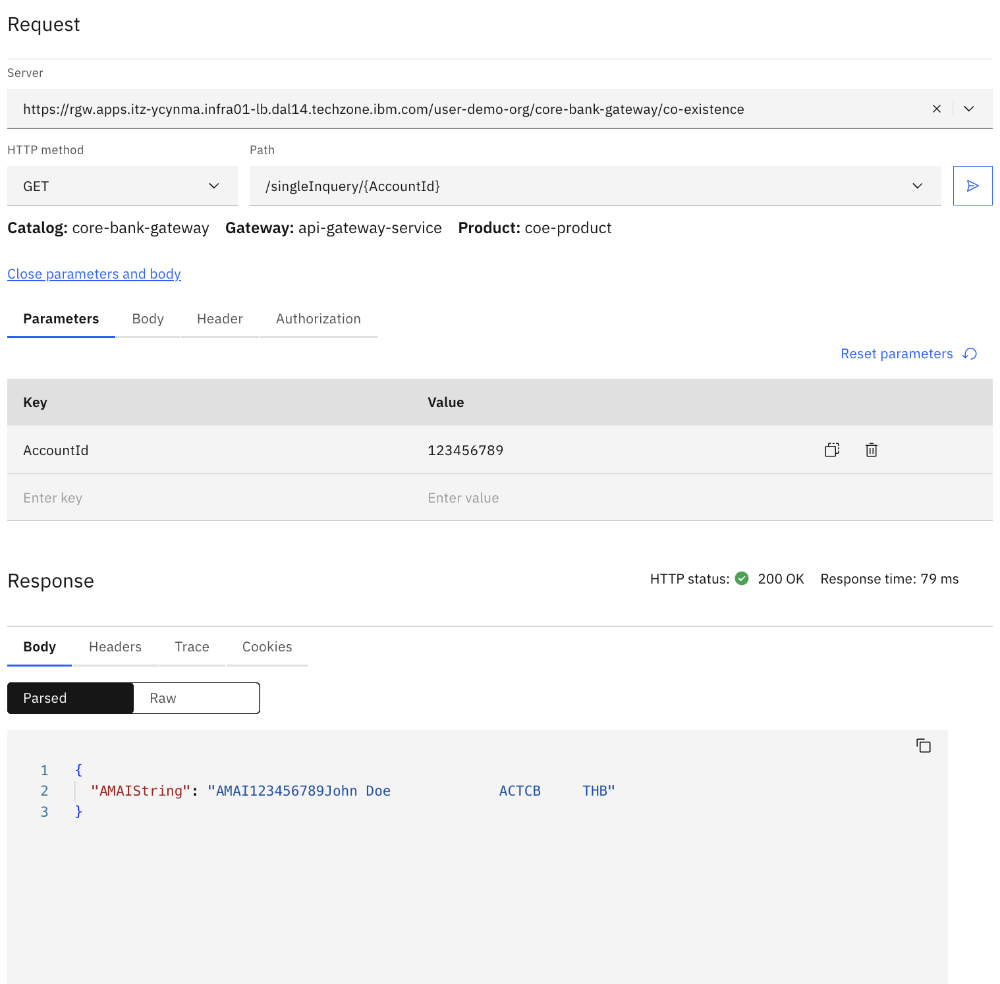 Request
Server
https://rgw.apps.itz-ycynma.infra01-lb.dal14.techzone.ibm.com/user-demo-org/core-bank-gateway/co-existence
HTTP method Path
GET /singleInquery/{AccountId}
Catalog: core-bank-gateway Gateway: api-gateway-service Product: coe-product
Close parameters and body
Parameters Body Header Authorization
Reset parameters
Key Value
AccountId 123456789
Enter key Enter value
Response HTTP status: 200 OK Response time: 79 ms
Body Headers Trace Cookies
Parsed Raw
1 {
2 "AMAIString": "AMAI123456789John Doe             ACTCB     THB"
3 }